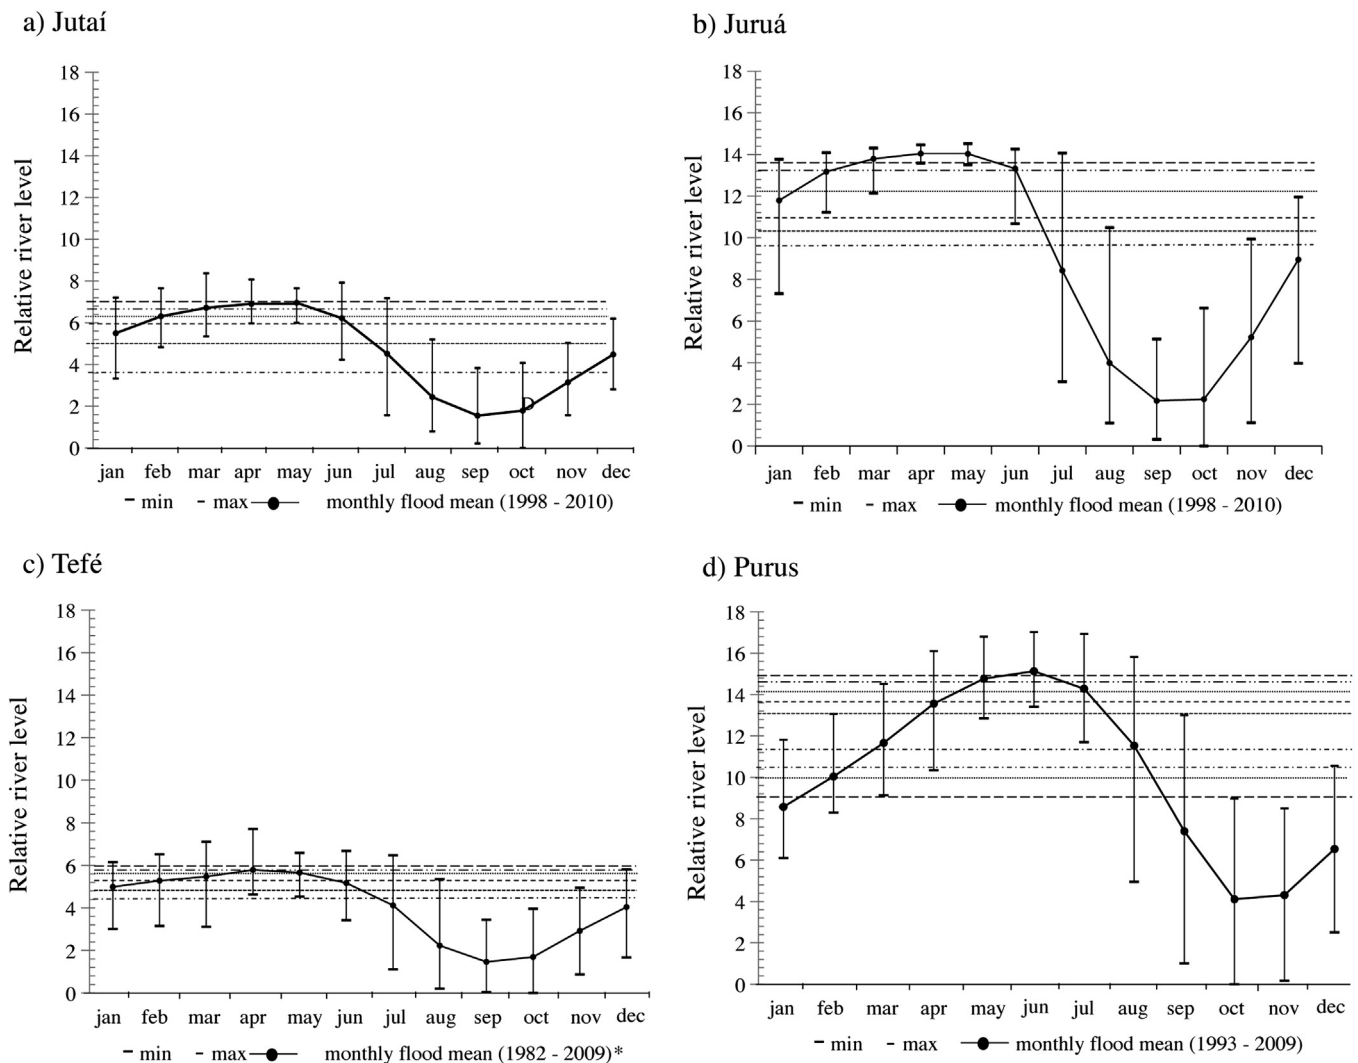 a) Jutaí
Relative river level
18
16
14
12
10
8
6
4
2
0
D
jan feb mar apr may jun jul aug sep oct nov dec
min max monthly flood mean (1998 - 2010)
b) Juruá
Relative river level
18
16
14
12
10
8
6
4
2
0
jan feb mar apr may jun jul aug sep oct nov dec
min max monthly flood mean (1998 - 2010)
c) Tefé
Relative river level
18
16
14
12
10
8
6
4
2
0
jan feb mar apr may jun jul aug sep oct nov dec
min max monthly flood mean (1982 - 2009)*
d) Purus
Relative river level
18
16
14
12
10
8
6
4
2
0
jan feb mar apr may jun jul aug sep oct nov dec
min max monthly flood mean (1993 - 2009)